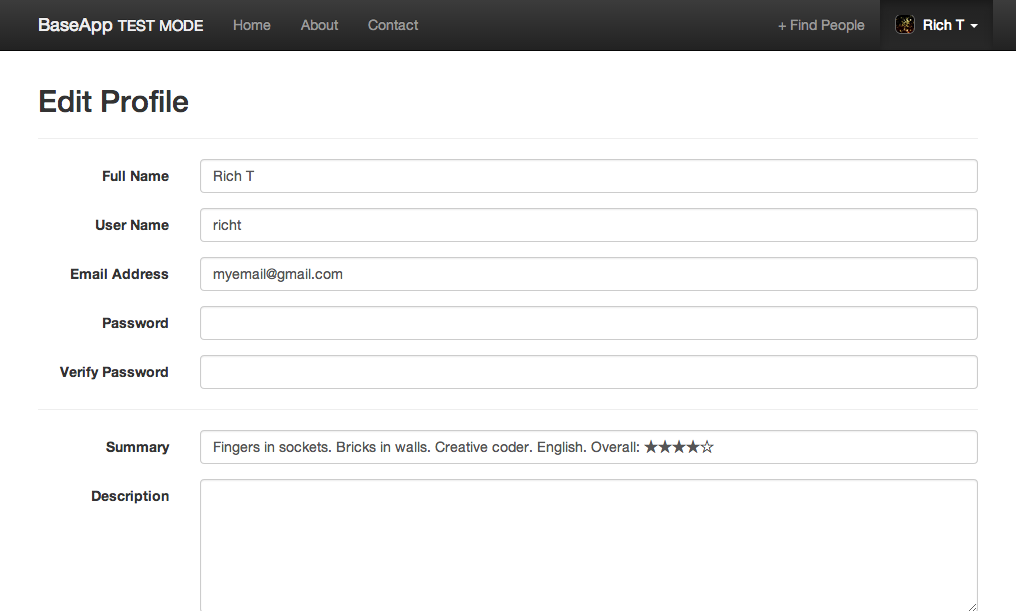 BaseApp TEST MODE Home About Contact + Find People Rich T
Edit Profile
Full Name Rich T
User Name richt
Email Address myemail@gmail.com
Password
Verify Password
Summary Fingers in sockets. Bricks in walls. Creative coder. English. Overall: ★★★★☆
Description